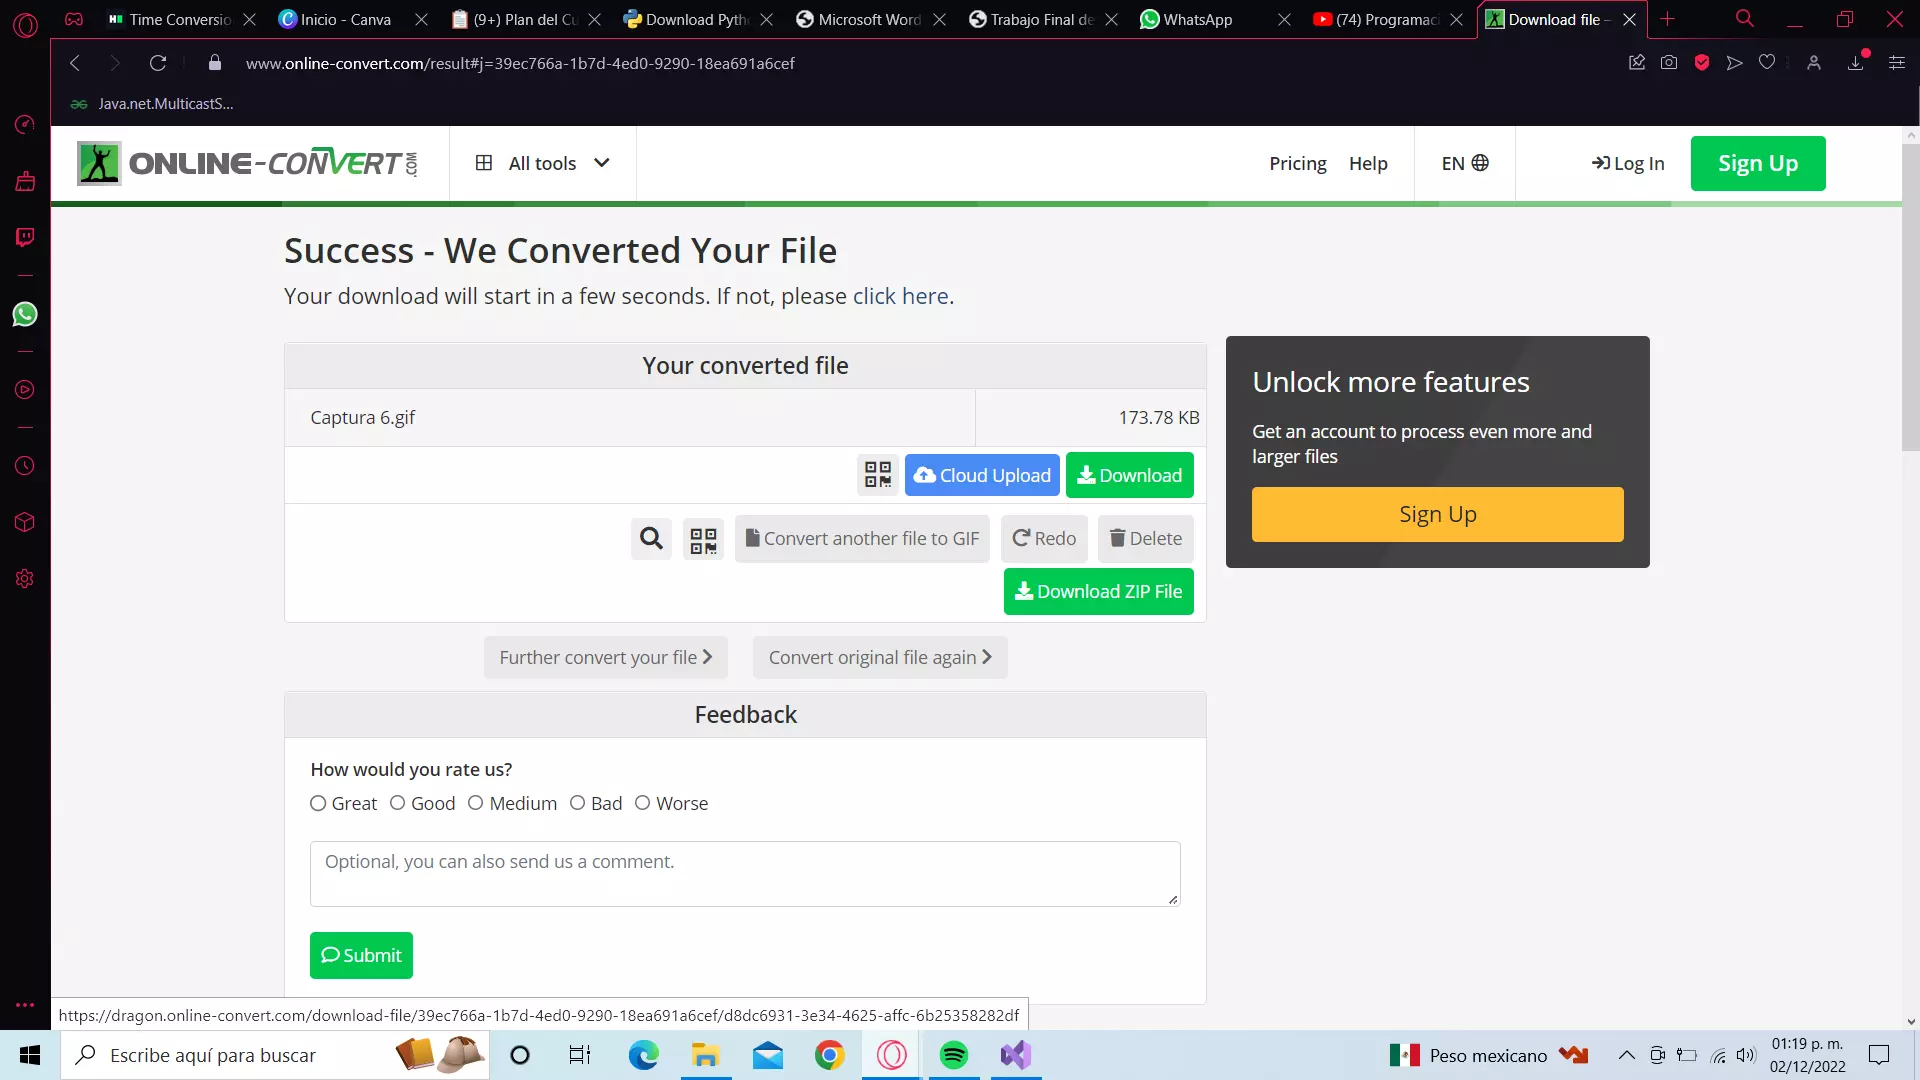 Time Conversio
Inicio - Canva
(9+) Plan del Cu
Download Pyth
Microsoft Word
Trabajo Final de
WhatsApp
(74) Programaci
Download file –
www.online-convert.com/result#j=39ec766a-1b7d-4ed0-9290-18ea691a6cef
Java.net.MulticastS...
ONLINE-CONVERT.COM
All tools
Pricing
Help
EN
Log In
Sign Up
Success - We Converted Your File
Your download will start in a few seconds. If not, please click here.
Your converted file
Captura 6.gif
173.78 KB
Cloud Upload
Download
Convert another file to GIF
Redo
Delete
Download ZIP File
Unlock more features
Get an account to process even more and
larger files
Sign Up
Further convert your file
Convert original file again
Feedback
How would you rate us?
Great
Good
Medium
Bad
Worse
Optional, you can also send us a comment.
Submit
https://dragon.online-convert.com/download-file/39ec766a-1b7d-4ed0-9290-18ea691a6cef/d8dc6931-3e34-4625-affc-6b25358282df
Escribe aquí para buscar
Peso mexicano
01:19 p. m.
02/12/2022